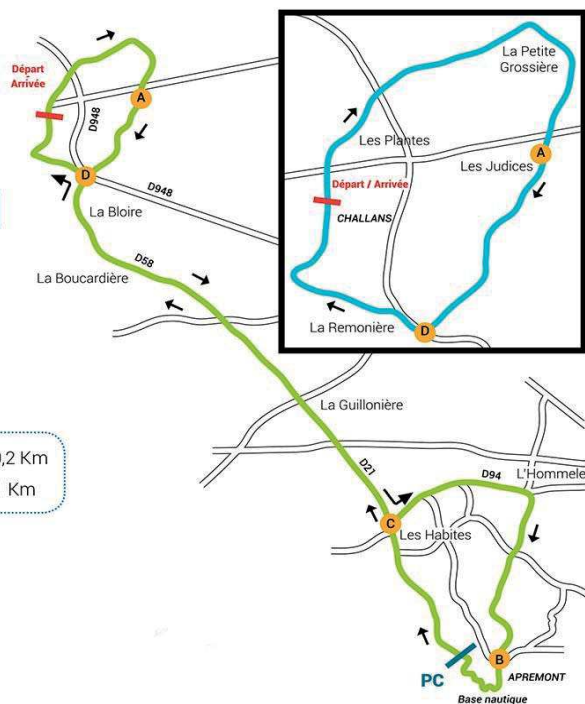 Départ
Arrivée
A
D948
D
D948
La Bloire
La Boucardière
D58
La Guillonière
,2 Km
Km
D21
D94
L'Hommele
C
Les Habites
B
PC
APREMONT
Base nautique
La Petite
Grossière
Les Plantes
A
Les Judices
Départ / Arrivée
CHALLANS
La Remonière
D